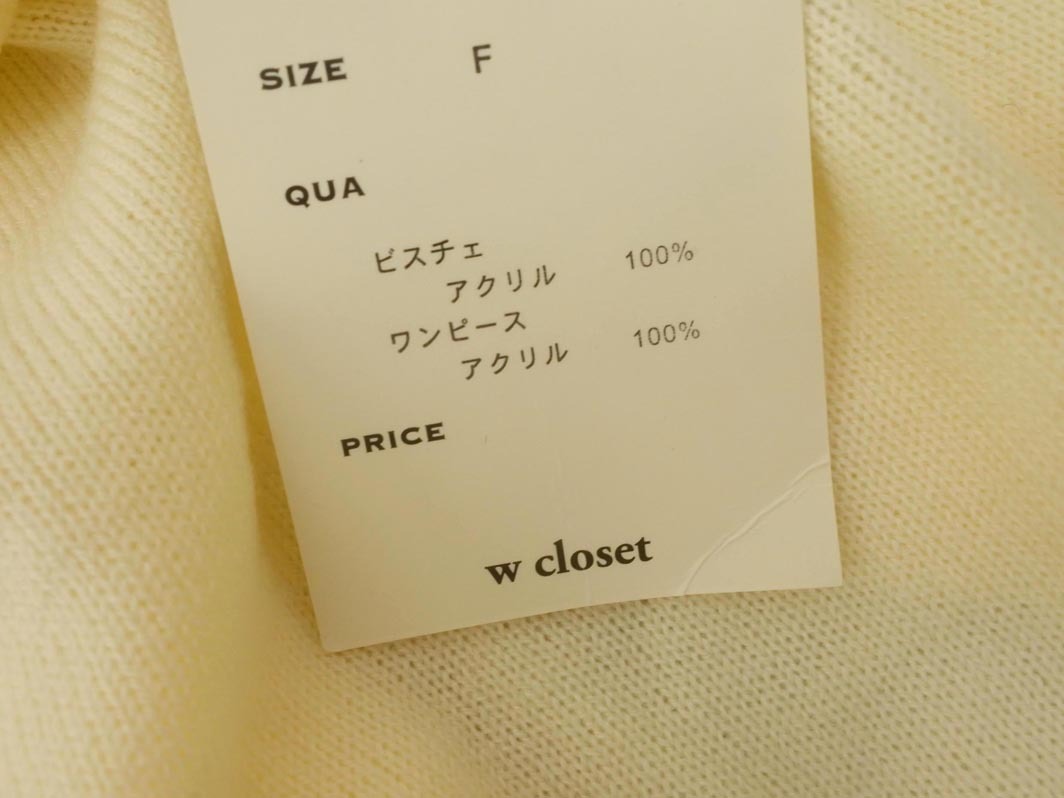 SIZE F
QUA
ビスチェ
アクリル 100%
ワンピース
アクリル 100%
PRICE
w closet